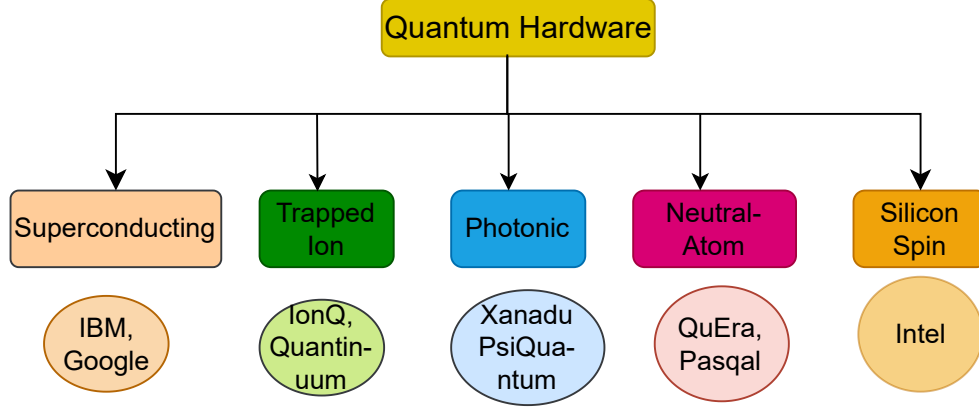 Quantum Hardware
Superconducting
Trapped
Ion
Photonic
Neutral-
Atom
Silicon
Spin
IBM,
Google
IonQ,
Quantin-
uum
Xanadu
PsiQua-
ntum
QuEra,
Pasqal
Intel